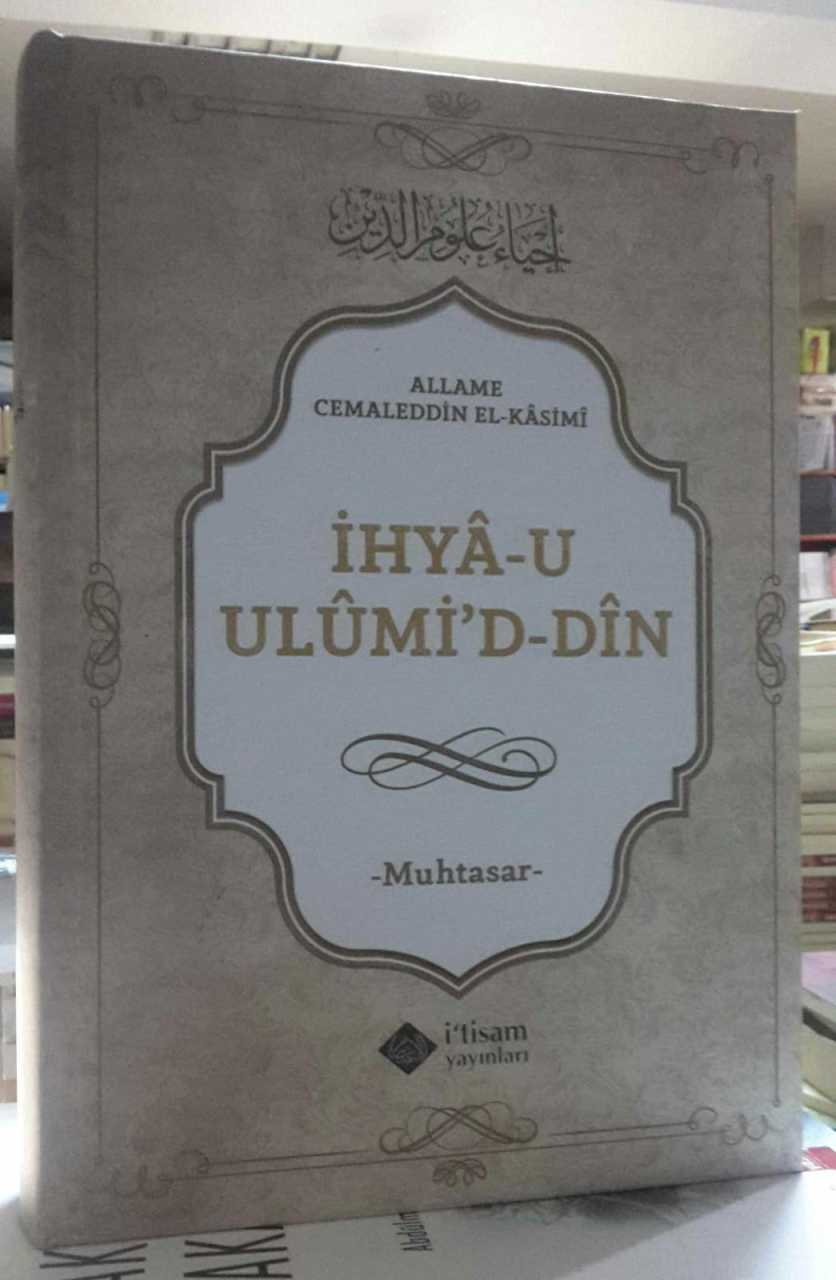 إحياء علوم الدين
ALLAME
CEMALEDDİN EL-KÂSİMÎ
İHYÂ-U
ULÛMİ’D-DÎN
-Muhtasar-
i'tisam
yayınları